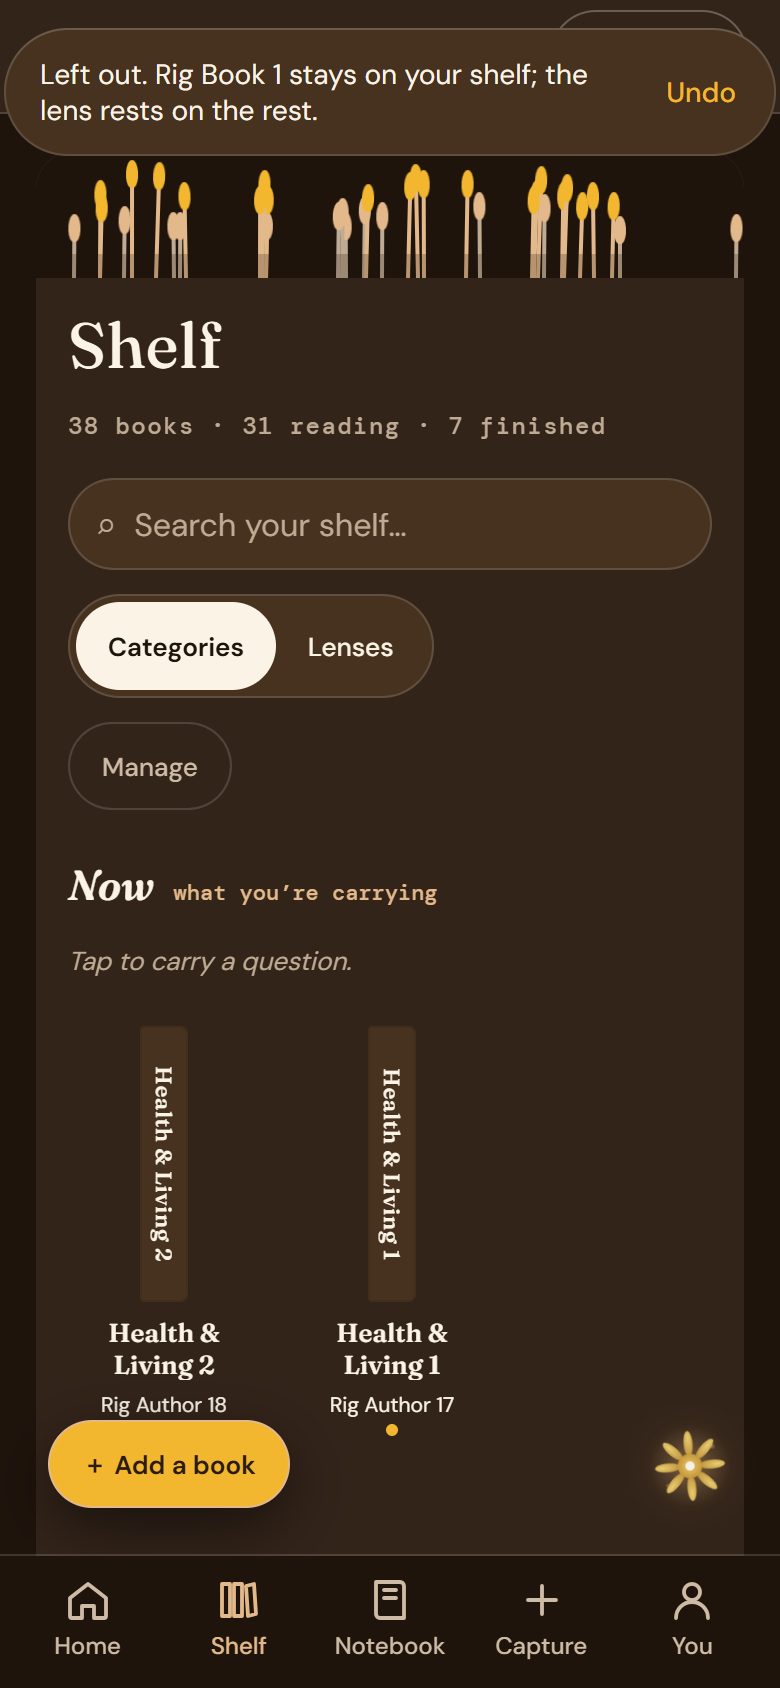 Left out. Rig Book 1 stays on your shelf; the
lens rests on the rest.
Undo
Shelf
38 books · 31 reading · 7 finished
Search your shelf...
Categories
Lenses
Manage
Now what you’re carrying
Tap to carry a question.
Health & Living 2
Health & Living 1
Health &
Living 2
Rig Author 18
Health &
Living 1
Rig Author 17
+ Add a book
Home
Shelf
Notebook
Capture
You